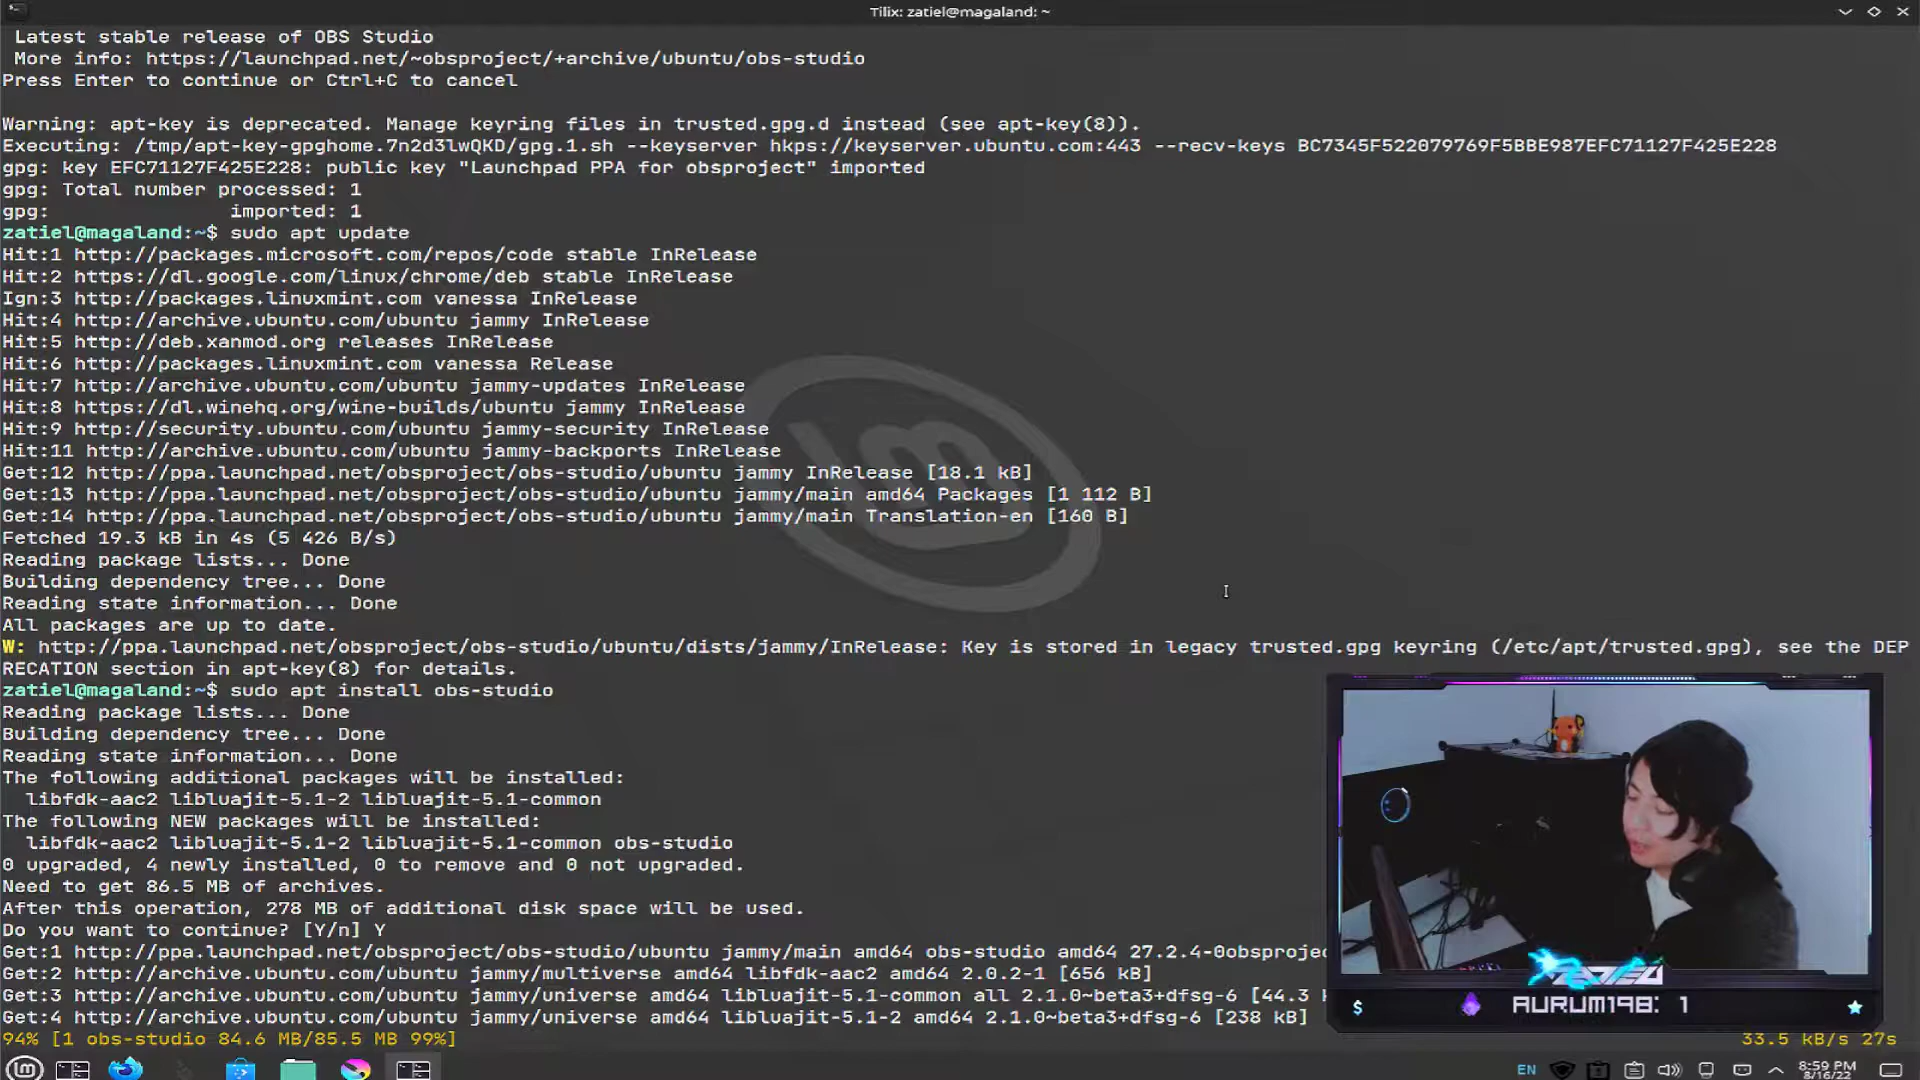 Tilix: zatiel@magaland: ~
Latest stable release of OBS Studio
More info: https://launchpad.net/~obsproject/+archive/ubuntu/obs-studio
Press Enter to continue or Ctrl+C to cancel
Warning: apt-key is deprecated. Manage keyring files in trusted.gpg.d instead (see apt-key(8)).
Executing: /tmp/apt-key-gpghome.7n2d3lwQKD/gpg.1.sh --keyserver hkps://keyserver.ubuntu.com:443 --recv-keys BC7345F522079769F5BBE987EFC71127F425E228
gpg: key EFC71127F425E228: public key "Launchpad PPA for obsproject" imported
gpg: Total number processed: 1
gpg:               imported: 1
zatiel@magaland:~$ sudo apt update
Hit:1 http://packages.microsoft.com/repos/code stable InRelease
Hit:2 https://dl.google.com/linux/chrome/deb stable InRelease
Ign:3 http://packages.linuxmint.com vanessa InRelease
Hit:4 http://archive.ubuntu.com/ubuntu jammy InRelease
Hit:5 http://deb.xanmod.org releases InRelease
Hit:6 http://packages.linuxmint.com vanessa Release
Hit:7 http://archive.ubuntu.com/ubuntu jammy-updates InRelease
Hit:8 https://dl.winehq.org/wine-builds/ubuntu jammy InRelease
Hit:9 http://security.ubuntu.com/ubuntu jammy-security InRelease
Hit:11 http://archive.ubuntu.com/ubuntu jammy-backports InRelease
Get:12 http://ppa.launchpad.net/obsproject/obs-studio/ubuntu jammy InRelease [18.1 kB]
Get:13 http://ppa.launchpad.net/obsproject/obs-studio/ubuntu jammy/main amd64 Packages [1 112 B]
Get:14 http://ppa.launchpad.net/obsproject/obs-studio/ubuntu jammy/main Translation-en [160 B]
Fetched 19.3 kB in 4s (5 426 B/s)
Reading package lists... Done
Building dependency tree... Done
Reading state information... Done
All packages are up to date.
W: http://ppa.launchpad.net/obsproject/obs-studio/ubuntu/dists/jammy/InRelease: Key is stored in legacy trusted.gpg keyring (/etc/apt/trusted.gpg), see the DEP
RECATION section in apt-key(8) for details.
zatiel@magaland:~$ sudo apt install obs-studio
Reading package lists... Done
Building dependency tree... Done
Reading state information... Done
The following additional packages will be installed:
libfdk-aac2 libluajit-5.1-2 libluajit-5.1-common
The following NEW packages will be installed:
libfdk-aac2 libluajit-5.1-2 libluajit-5.1-common obs-studio
0 upgraded, 4 newly installed, 0 to remove and 0 not upgraded.
Need to get 86.5 MB of archives.
After this operation, 278 MB of additional disk space will be used.
Do you want to continue? [Y/n] Y
Get:1 http://ppa.launchpad.net/obsproject/obs-studio/ubuntu jammy/main amd64 obs-studio amd64 27.2.4-0obsprojec
Get:2 http://archive.ubuntu.com/ubuntu jammy/multiverse amd64 libfdk-aac2 amd64 2.0.2-1 [656 kB]
Get:3 http://archive.ubuntu.com/ubuntu jammy/universe amd64 libluajit-5.1-common all 2.1.0~beta3+dfsg-6 [44.3 k
Get:4 http://archive.ubuntu.com/ubuntu jammy/universe amd64 libluajit-5.1-2 amd64 2.1.0~beta3+dfsg-6 [238 kB]
$ AURUM198: 1
94% [1 obs-studio 84.6 MB/85.5 MB 99%] 33.5 kB/s 27s
EN 8:59 PM
8/16/22